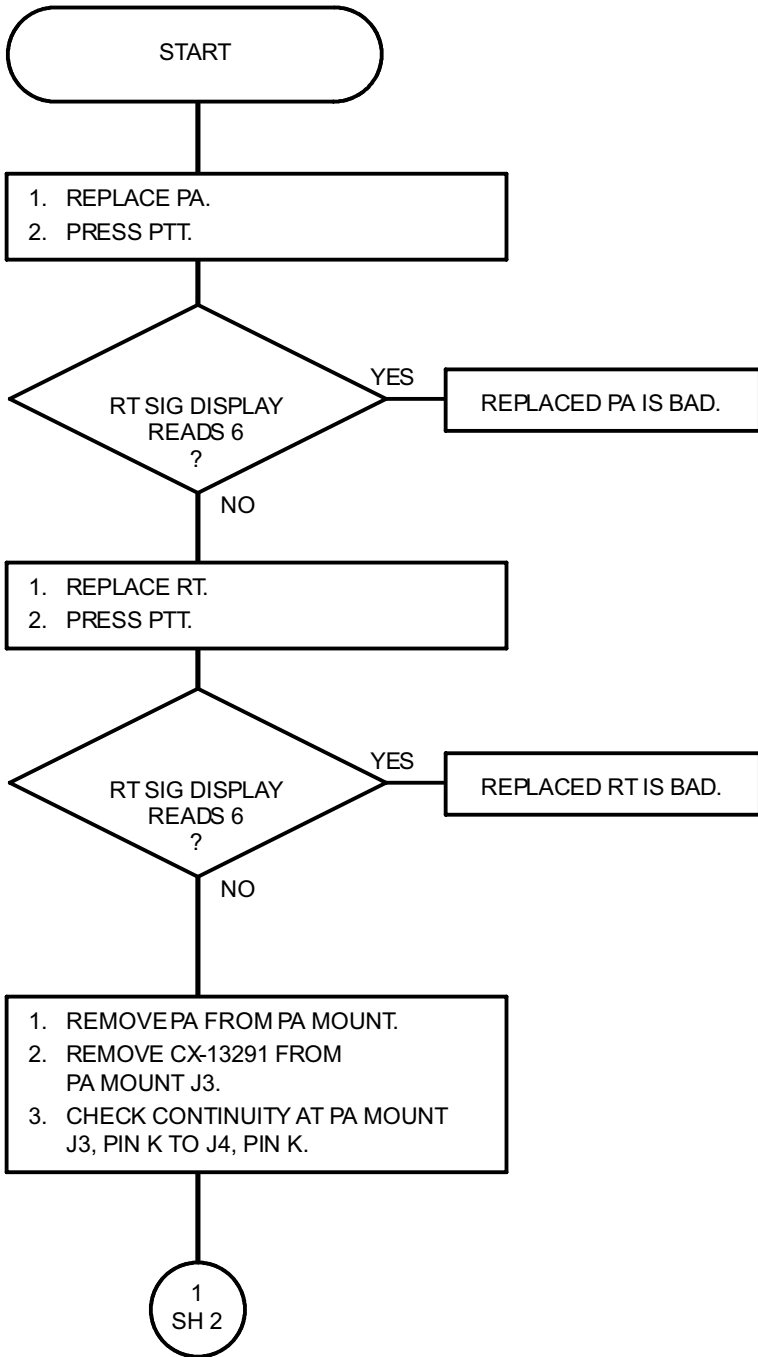 START
1. REPLACE PA.
2. PRESS PTT.
RT SIG DISPLAY
READS 6
?
YES
REPLACED PA IS BAD.
NO
1. REPLACE RT.
2. PRESS PTT.
RT SIG DISPLAY
READS 6
?
YES
REPLACED RT IS BAD.
NO
1. REMOVE PA FROM PA MOUNT.
2. REMOVE CX-13291 FROM
PA MOUNT J3.
3. CHECK CONTINUITY AT PA MOUNT
J3, PIN K TO J4, PIN K.
1
SH 2